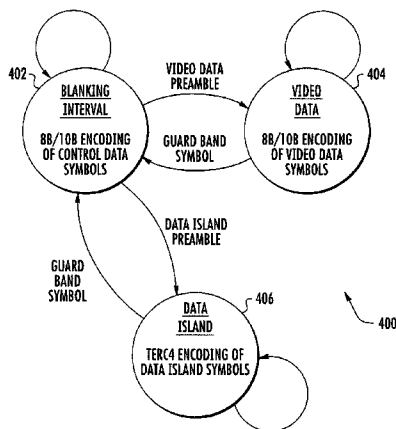 402
BLANKING
INTERVAL
8B/10B ENCODING
OF CONTROL DATA
SYMBOLS
VIDEO DATA
PREAMBLE
GUARD BAND
SYMBOL
404
VIDEO
DATA
8B/10B ENCODING
OF VIDEO DATA
SYMBOLS
DATA ISLAND
PREAMBLE
GUARD
BAND
SYMBOL
406
DATA
ISLAND
TERC4 ENCODING OF
DATA ISLAND SYMBOLS
400